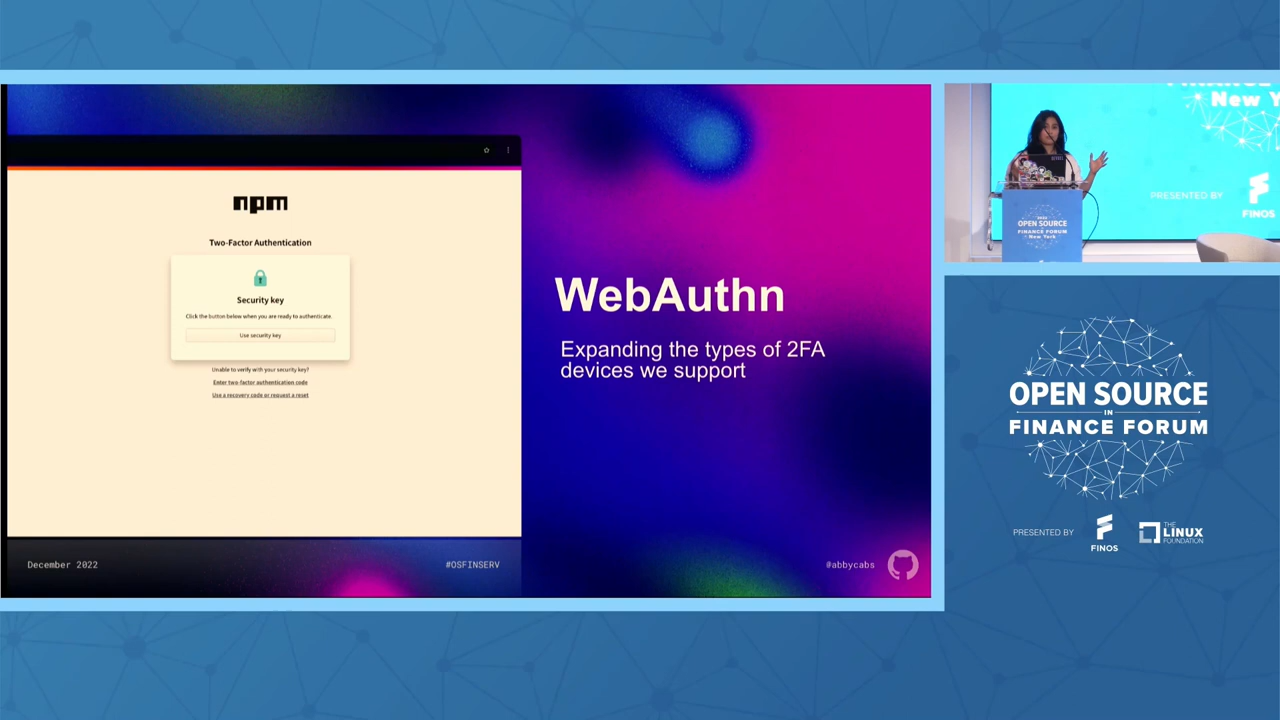 npm
Two-Factor Authentication
Security key
Click the button below when you are ready to authenticate.
Use security key
Unable to verify with your security key?
Enter two-factor authentication code
Use a recovery code or request a reset
WebAuthn
Expanding the types of 2FA
devices we support
December 2022
#OSFINSERV
#abbycabs
New Y
PRESENTED BY
FINOS
OPEN SOURCE
IN
FINANCE FORUM
New York
OPEN SOURCE
IN
FINANCE FORUM
PRESENTED BY
FINOS
THE
LINUX
FOUNDATION